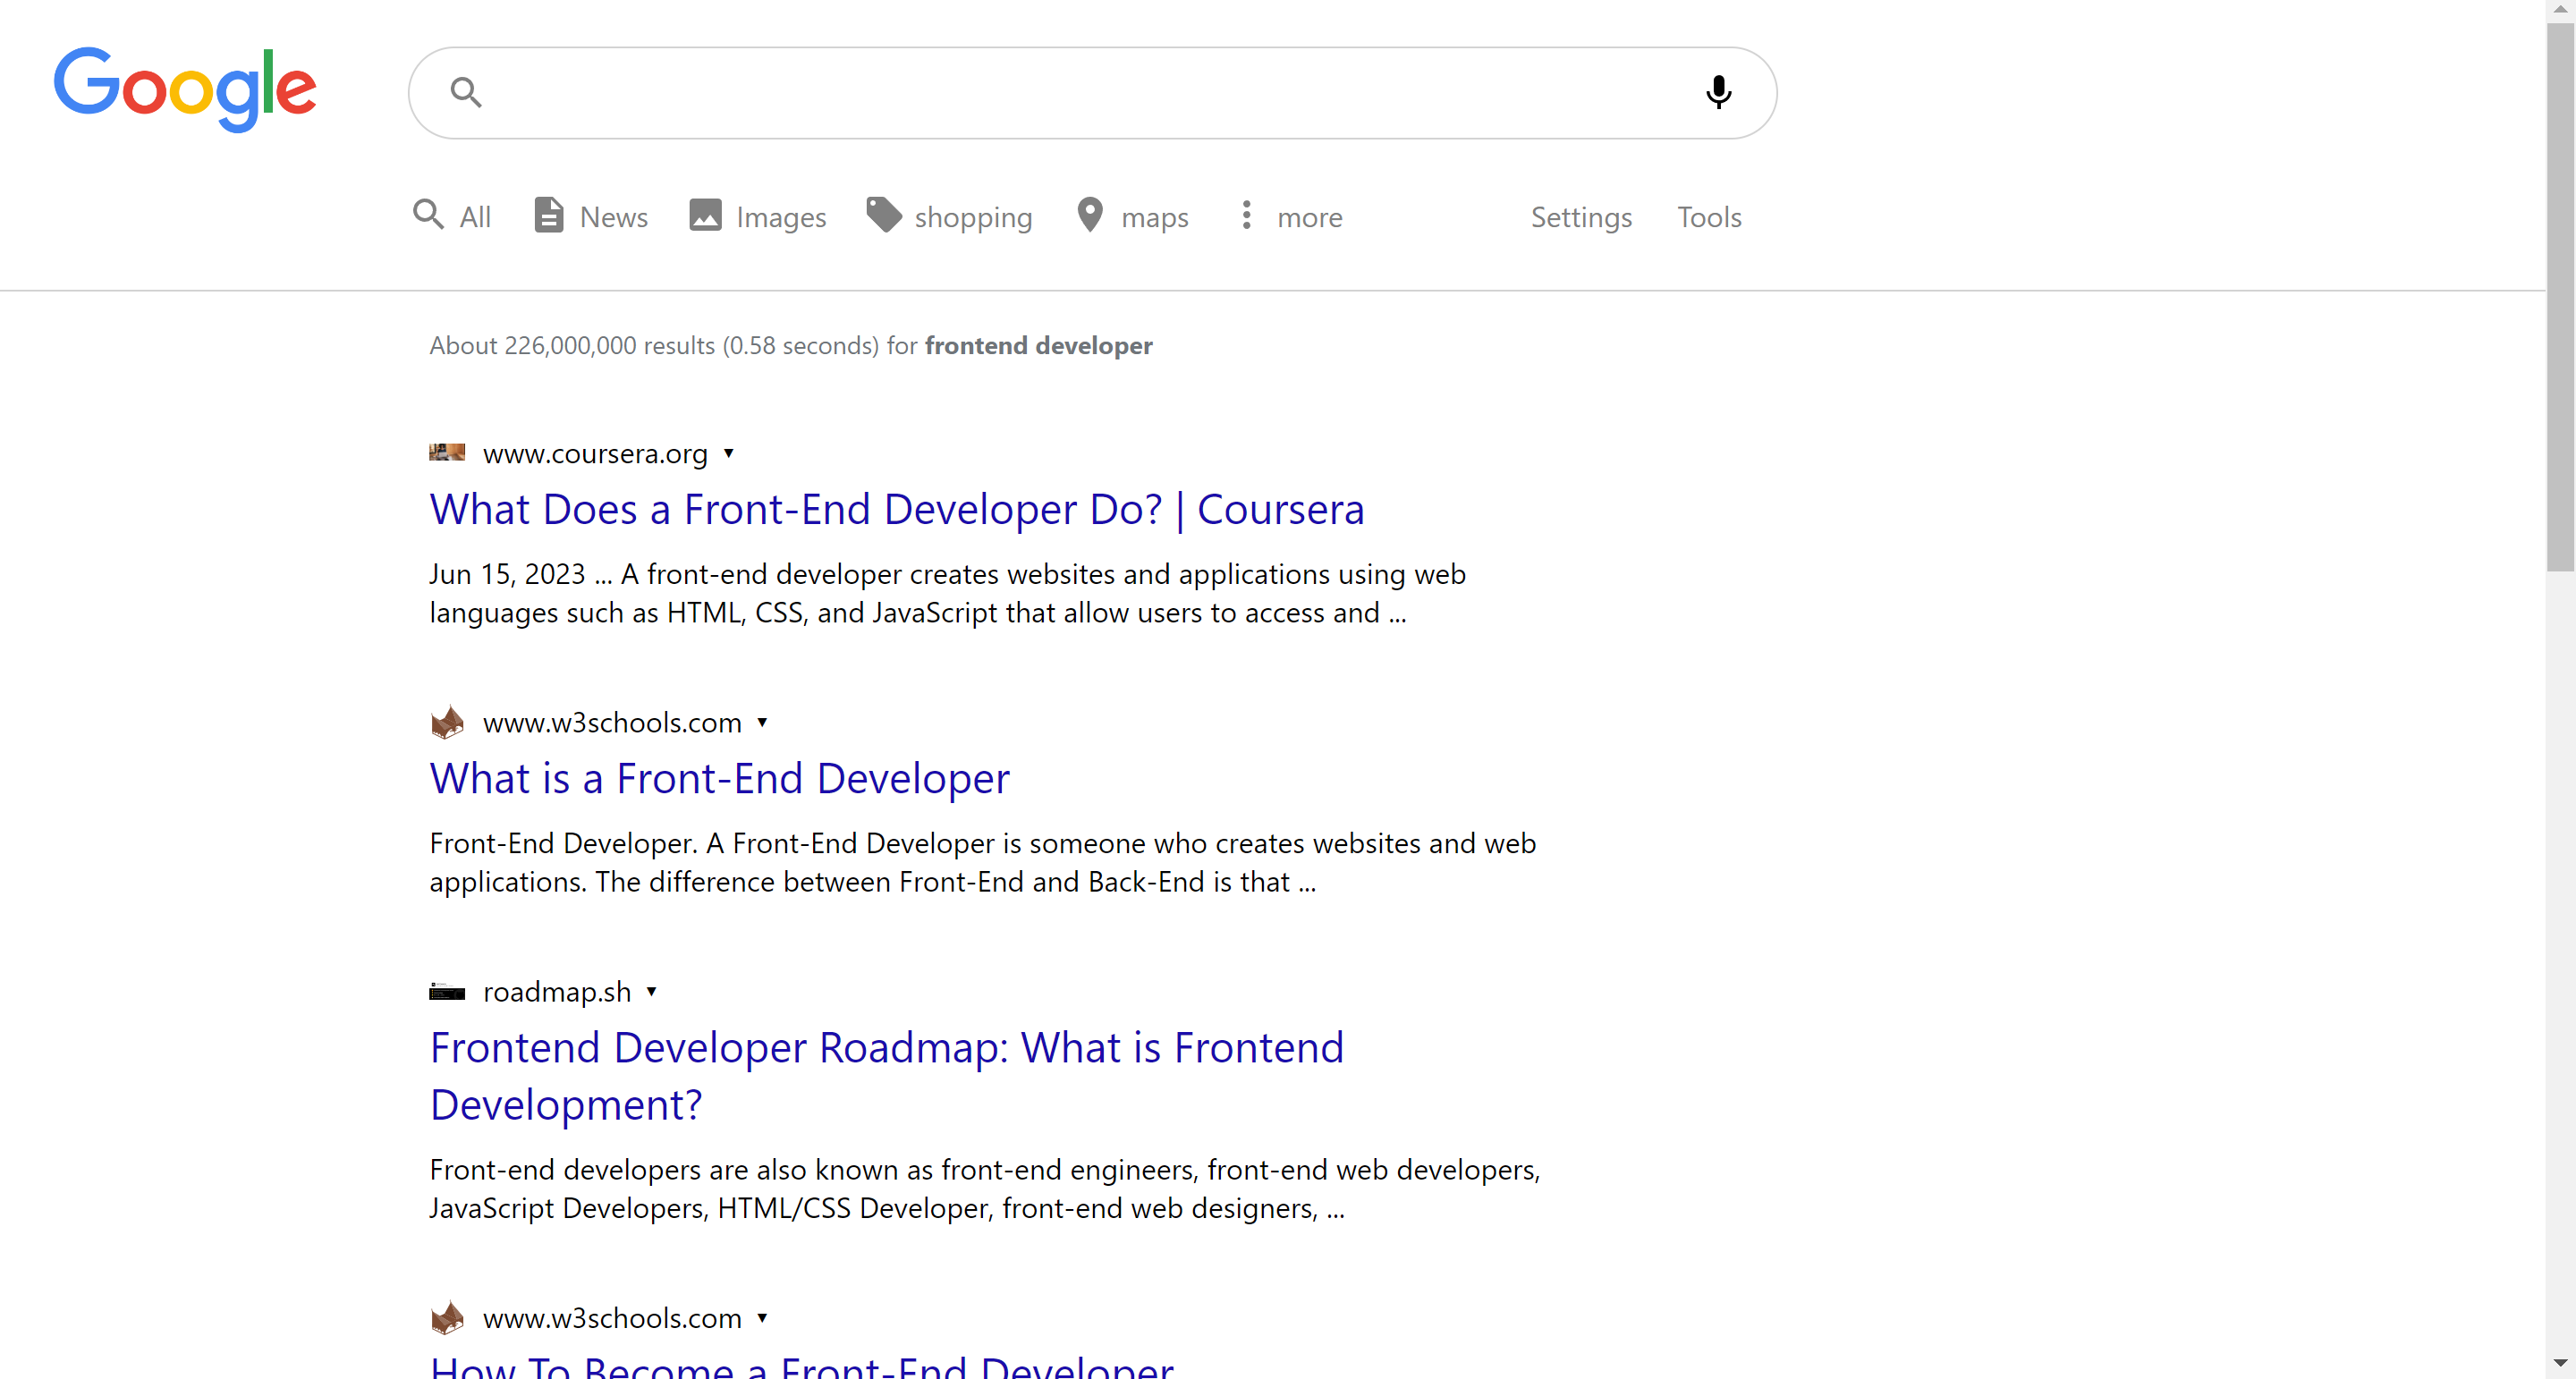 Google
All News Images shopping maps more Settings Tools
About 226,000,000 results (0.58 seconds) for frontend developer
www.coursera.org ▼
What Does a Front-End Developer Do? | Coursera
Jun 15, 2023 ... A front-end developer creates websites and applications using web
languages such as HTML, CSS, and JavaScript that allow users to access and ...
www.w3schools.com ▼
What is a Front-End Developer
Front-End Developer. A Front-End Developer is someone who creates websites and web
applications. The difference between Front-End and Back-End is that ...
roadmap.sh ▼
Frontend Developer Roadmap: What is Frontend
Development?
Front-end developers are also known as front-end engineers, front-end web developers,
JavaScript Developers, HTML/CSS Developer, front-end web designers, ...
www.w3schools.com ▼
How To Become a Front-End Developer